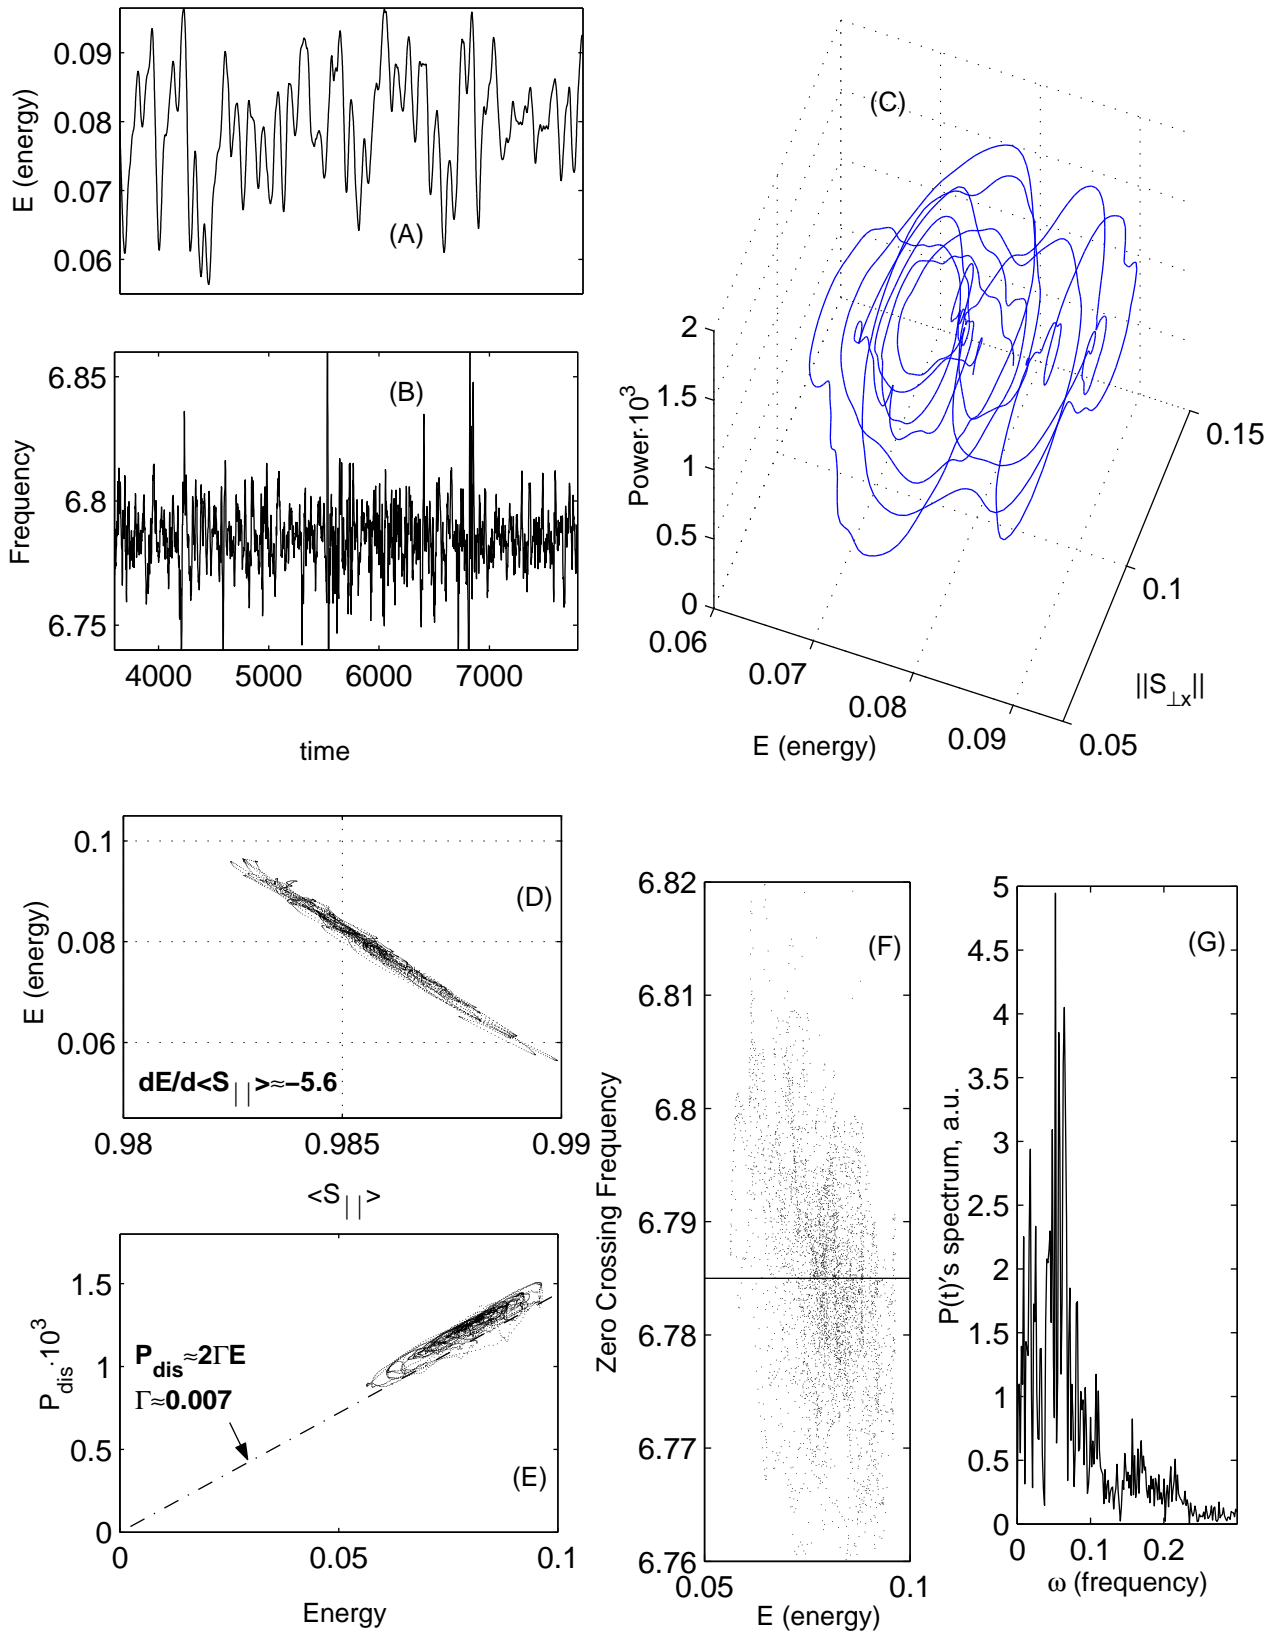 E (energy)
0.09
0.08
0.07
0.06
(A)
Frequency
6.85
6.8
6.75
(B)
4000 5000 6000 7000
time
(C)
Power·10³
2
1.5
1
0.5
0
0.06
0.07
0.08
0.09
E (energy)
0.15
0.1
0.05
||S⊥x||
E (energy)
0.1
0.08
0.06
(D)
dE/d<S||>≈−5.6
0.98 0.985 0.99
<S||>
Pdis·10³
1.5
1
0.5
0
Pdis≈2ΓE
Γ≈0.007
(E)
0 0.05 0.1
Energy
Zero Crossing Frequency
6.82
6.81
6.8
6.79
6.78
6.77
6.76
(F)
0.05 0.1
E (energy)
P(t)′s spectrum, a.u.
5
4.5
4
3.5
3
2.5
2
1.5
1
0.5
0
(G)
0 0.1 0.2
ω (frequency)